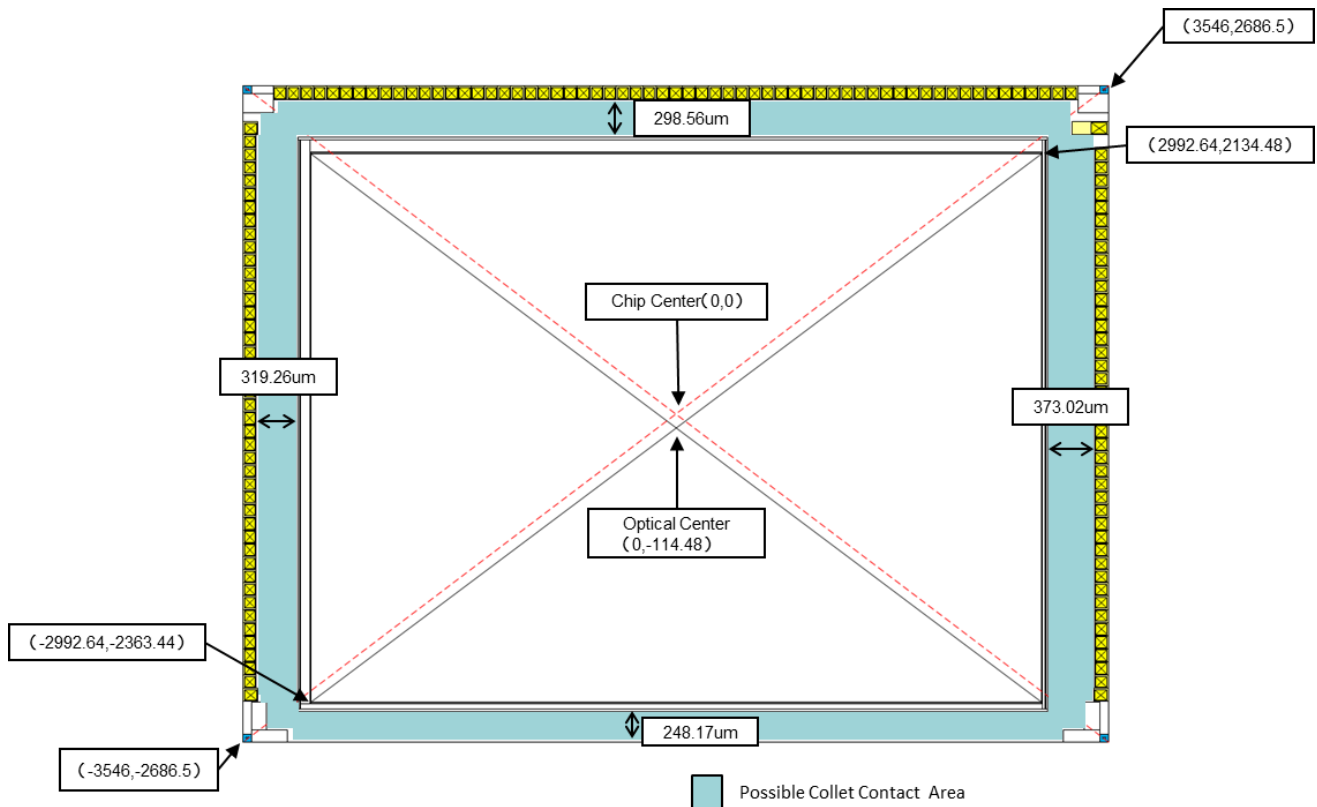 (3546,2686.5)
298.56um
(2992.64,2134.48)
Chip Center(0,0)
319.26um
373.02um
Optical Center
(0,-114.48)
(-2992.64,-2363.44)
248.17um
(-3546,-2686.5)
Possible Collet Contact Area